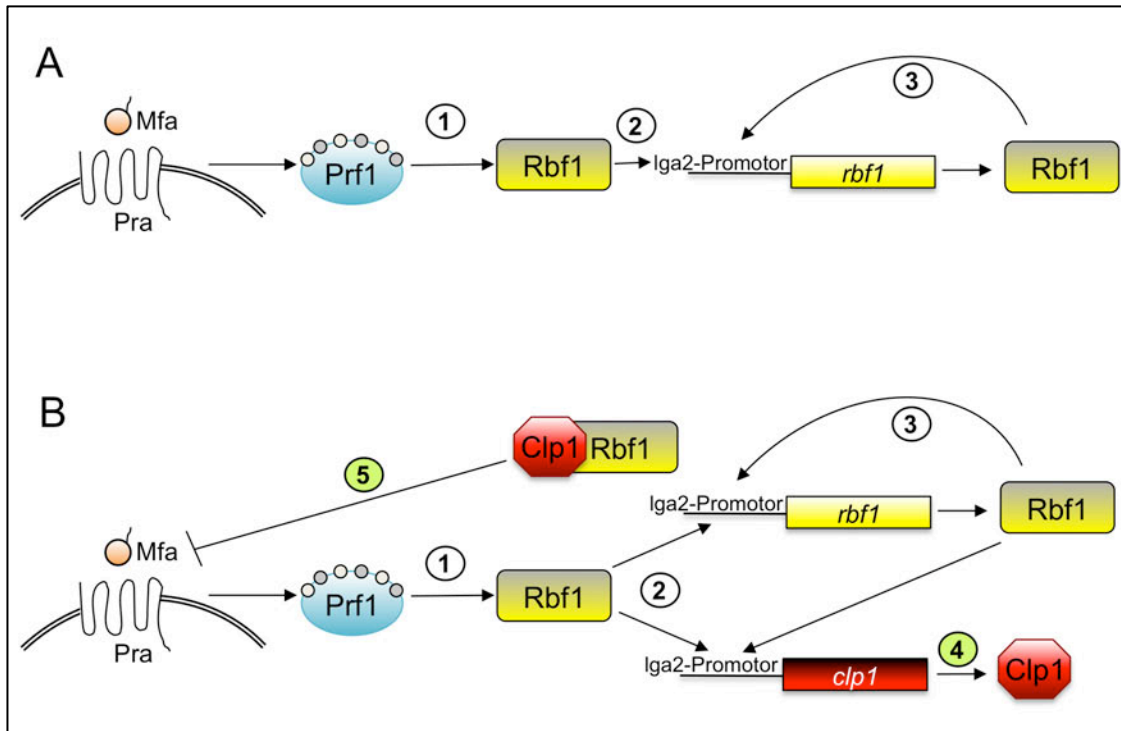 A
Mfa
Pra
Prf1
1
Rbf1
2
lga2-Promotor
rbf1
3
Rbf1
B
Clp1
Rbf1
5
Mfa
Pra
Prf1
1
Rbf1
2
lga2-Promotor
rbf1
3
Rbf1
lga2-Promotor
clp1
4
Clp1